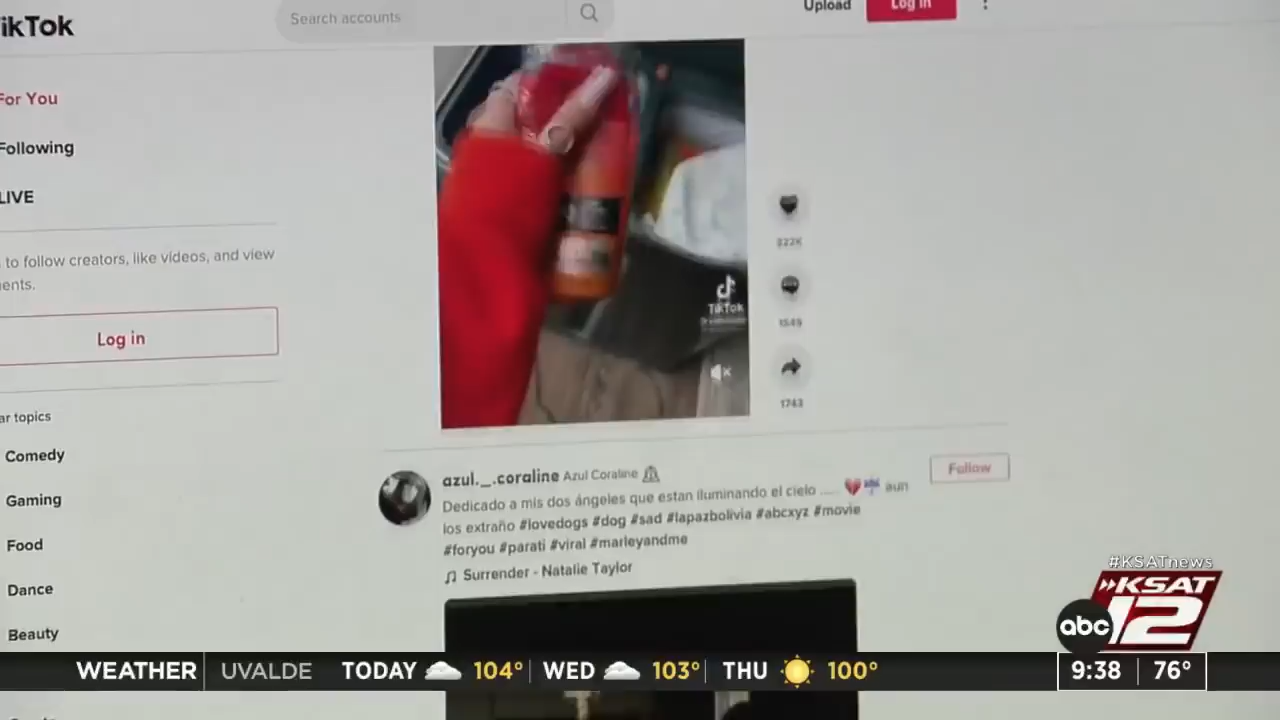 ikTok
Search accounts
Upload
Log in
For You
Following
LIVE
to follow creators, like videos, and view
ents.
Log in
ar topics
Comedy
Gaming
Food
Dance
Beauty
TikTok
822K
1549
1743
azul._.coraline Azul Coraline
Follow
Dedicado a mis dos ángeles que estan iluminando el cielo .... 💔 aun
los extraño #lovedogs #dog #sad #lapazbolivia #abcxyz #movie
#foryou #parati #viral #marleyandme
♫ Surrender - Natalie Taylor
#KSATnews
KSAT
abc 12
WEATHER UVALDE TODAY 104° WED 103° THU 100° 9:38 76°